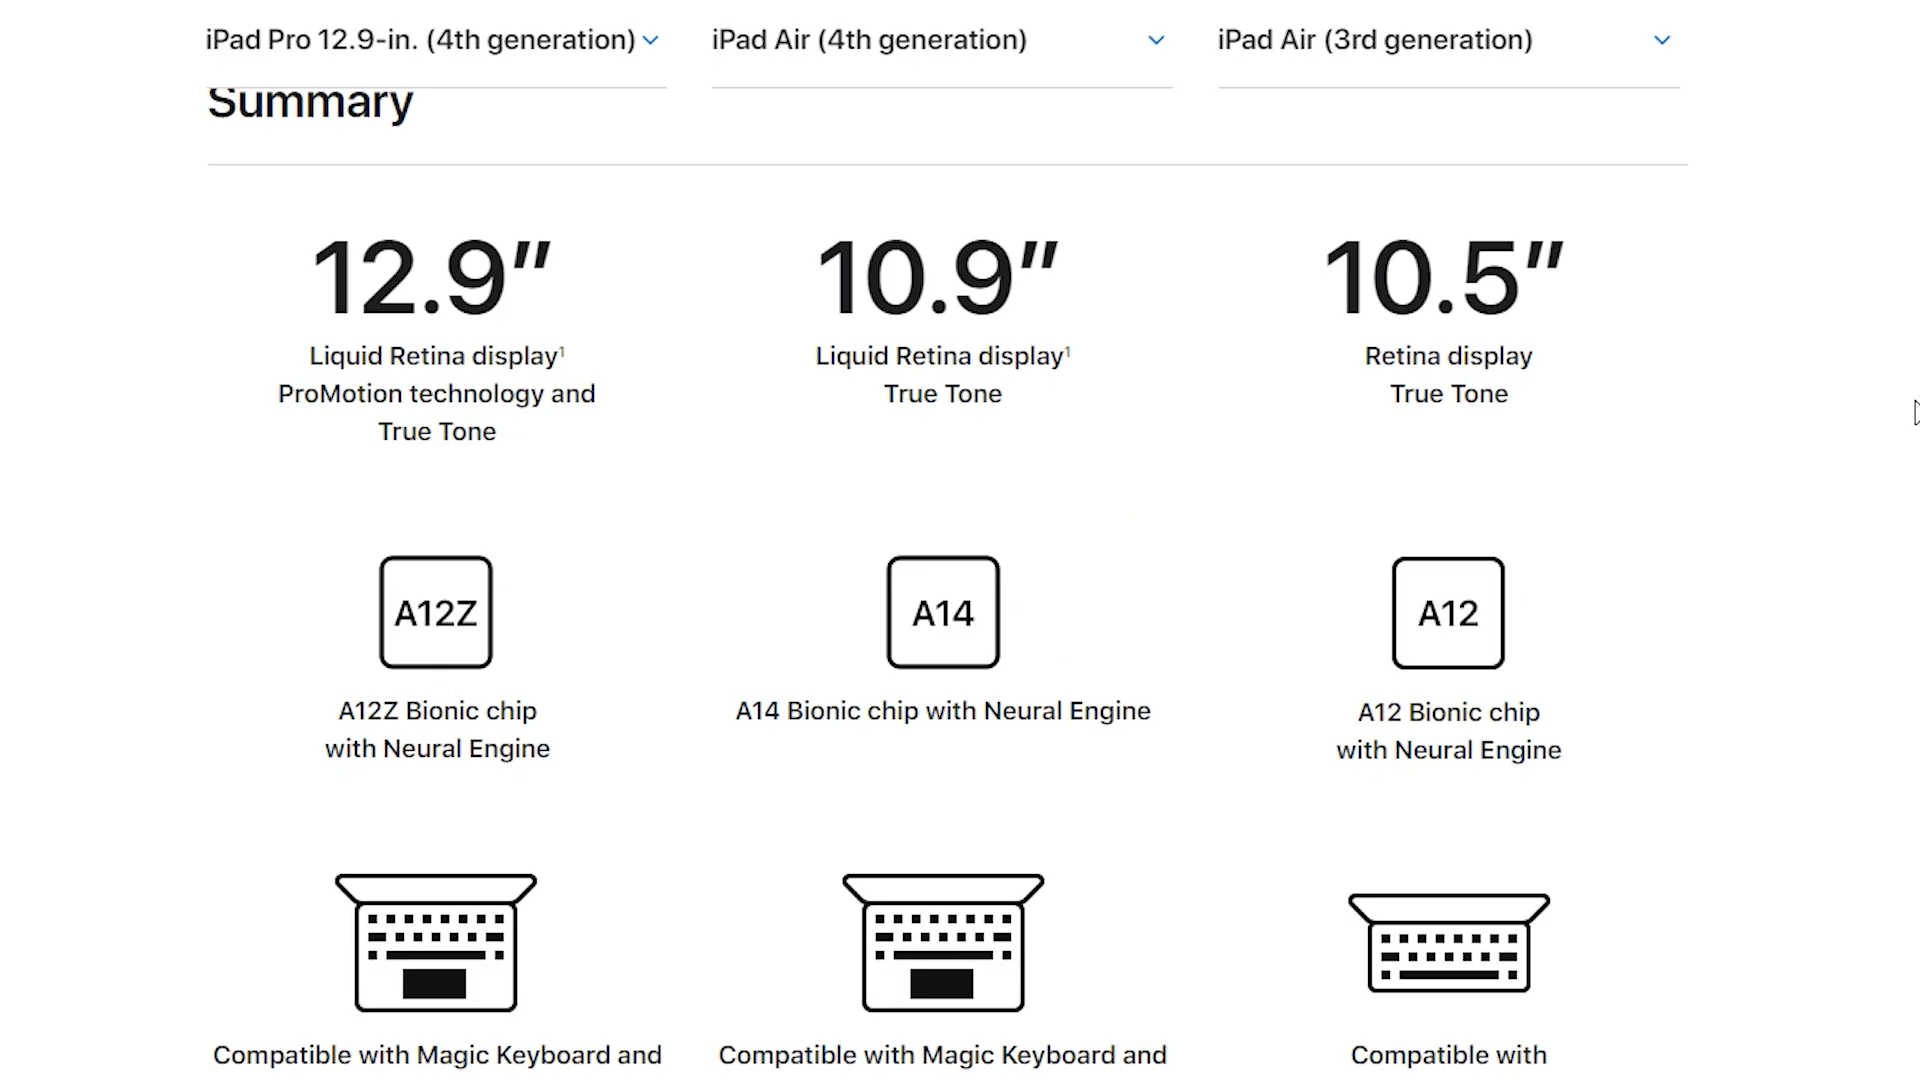 iPad Pro 12.9-in. (4th generation)
iPad Air (4th generation)
iPad Air (3rd generation)
Summary
12.9”
Liquid Retina display¹
ProMotion technology and
True Tone
10.9”
Liquid Retina display¹
True Tone
10.5”
Retina display
True Tone
A12Z
A12Z Bionic chip
with Neural Engine
A14
A14 Bionic chip with Neural Engine
A12
A12 Bionic chip
with Neural Engine
Compatible with Magic Keyboard and
Compatible with Magic Keyboard and
Compatible with